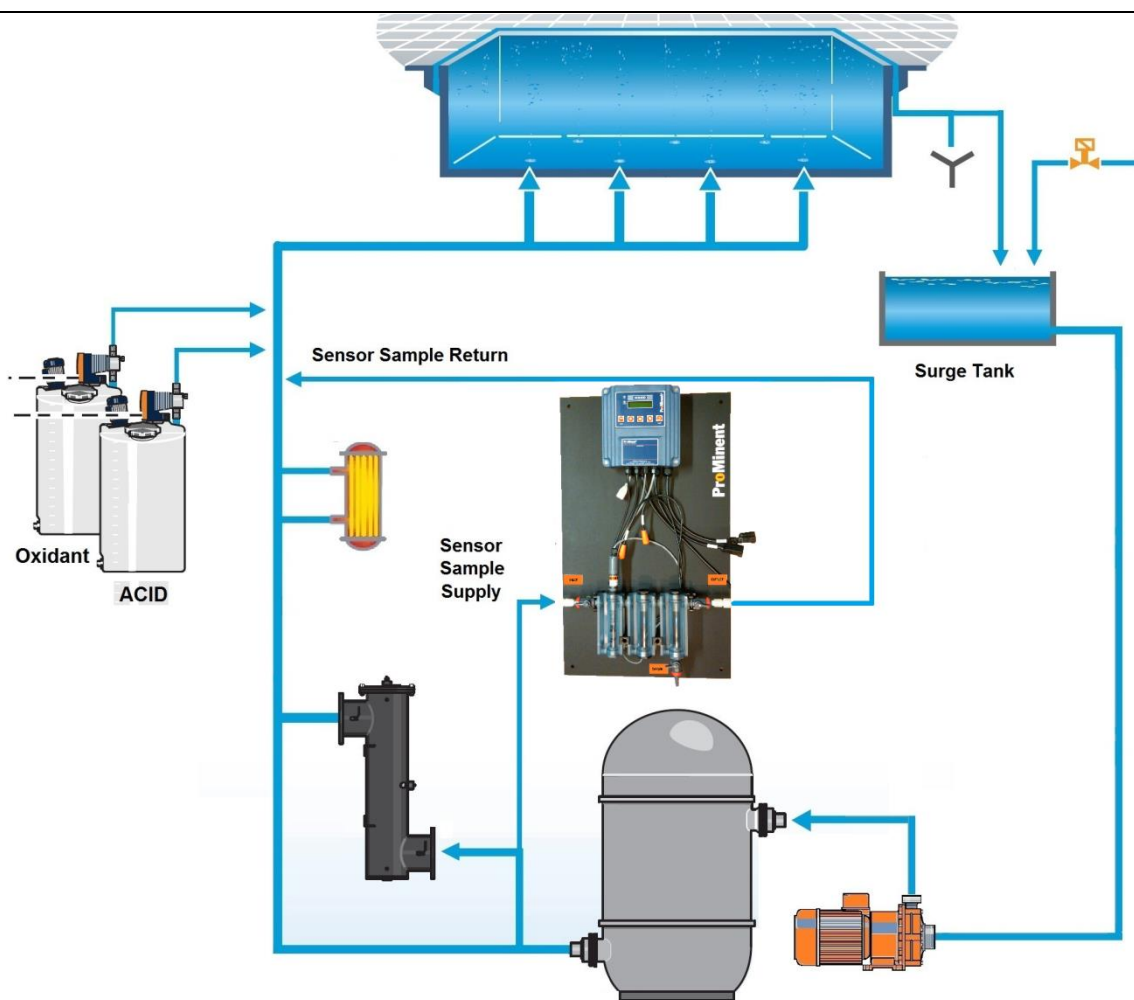 Sensor Sample Return
Surge Tank
ProMinent
Oxidant
ACID
Sensor
Sample
Supply